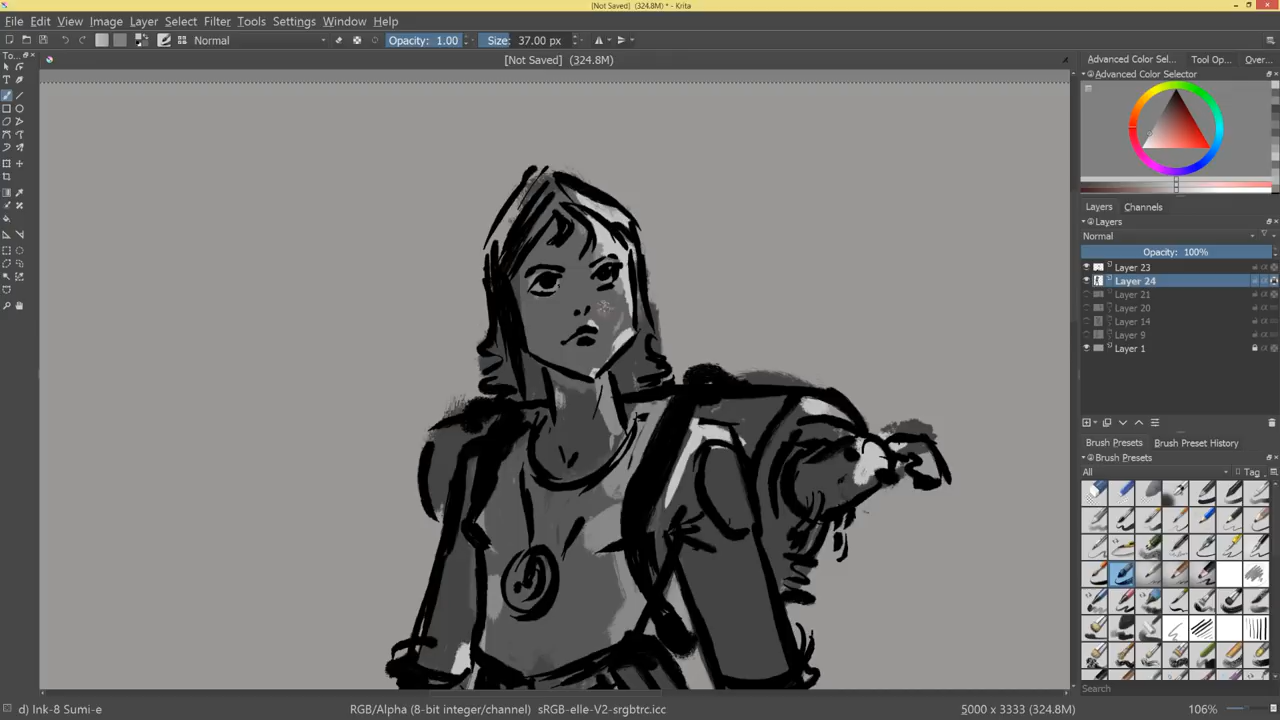 [Not Saved] (324.8M) * - Krita
File Edit View Image Layer Select Filter Tools Settings Window Help
Normal Opacity: 1.00 Size: 37.00 px
To...
[Not Saved] (324.8M)
x
Advanced Color Sel... Tool Op... Over...
Advanced Color Selector
Layers Channels
Layers
Normal
Opacity: 100%
Layer 23
Layer 24
Layer 21
Layer 20
Layer 14
Layer 9
Layer 1
Brush Presets Brush Preset History
Brush Presets
All Tag
Search
d) Ink-8 Sumi-e RGB/Alpha (8-bit integer/channel) sRGB-elle-V2-srgbtrc.icc 5000 x 3333 (324.8M) 106%